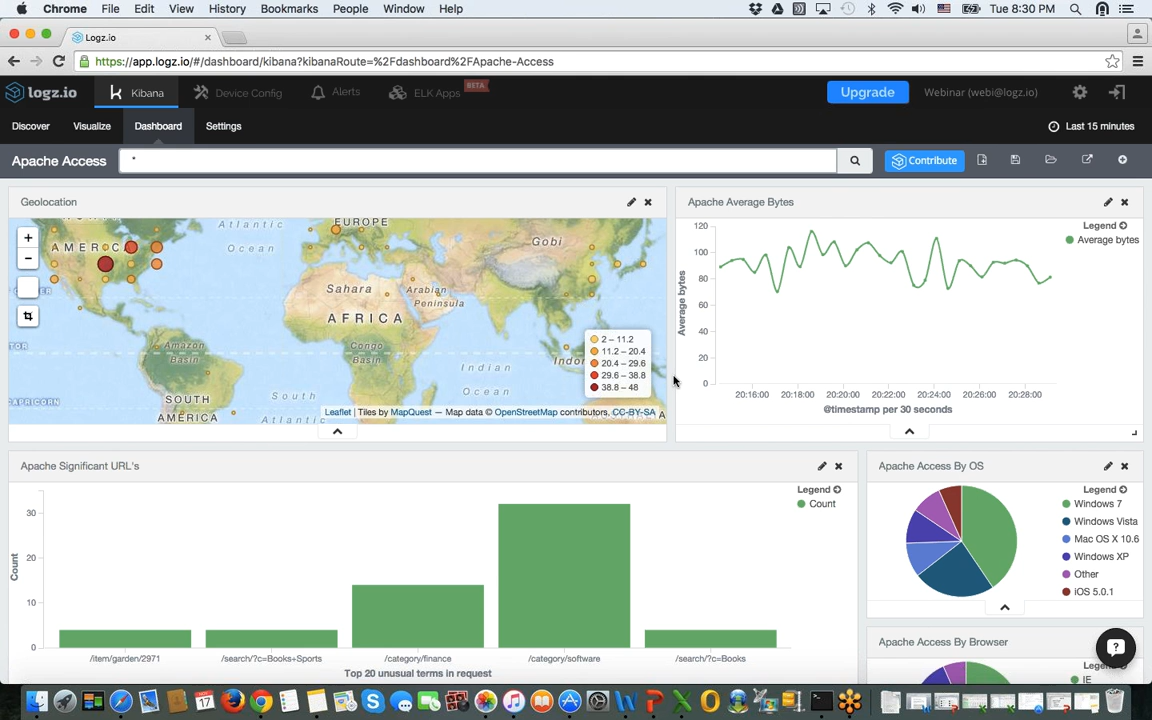 Chrome File Edit View History Bookmarks People Window Help Tue 8:30 PM
Logz.io
https://app.logz.io/#/dashboard/kibana?kibanaRoute=%2Fdashboard%2FApache-Access
logz.io Kibana Device Config Alerts ELK Apps BETA Upgrade Webinar (webi@logz.io)
Discover Visualize Dashboard Settings Last 15 minutes
Apache Access * Contribute
Geolocation
+
−
AMERICA
Atlantic
Ocean
EUROPE
Gobi
Sahara
Arabian
Peninsula
AFRICA
Amazon
Basin
Congo
Basin
Indian
Ocean
SOUTH
AMERICA
South
Atlantic
CAPRICORN
2 – 11.2
11.2 – 20.4
20.4 – 29.6
29.6 – 38.8
38.8 – 48
Leaflet | Tiles by MapQuest — Map data © OpenStreetMap contributors, CC-BY-SA
Apache Average Bytes
Legend
Average bytes
120
100
80
60
40
20
0
Average bytes
20:16:00 20:18:00 20:20:00 20:22:00 20:24:00 20:26:00 20:28:00
@timestamp per 30 seconds
Apache Significant URL's
Legend
Count
30
20
10
0
Count
/item/garden/2971 /search/?c=Books+Sports /category/finance /category/software /search/?c=Books
Top 20 unusual terms in request
Apache Access By OS
Legend
Windows 7
Windows Vista
Mac OS X 10.6
Windows XP
Other
iOS 5.0.1
Apache Access By Browser
Legend
IE
?
17